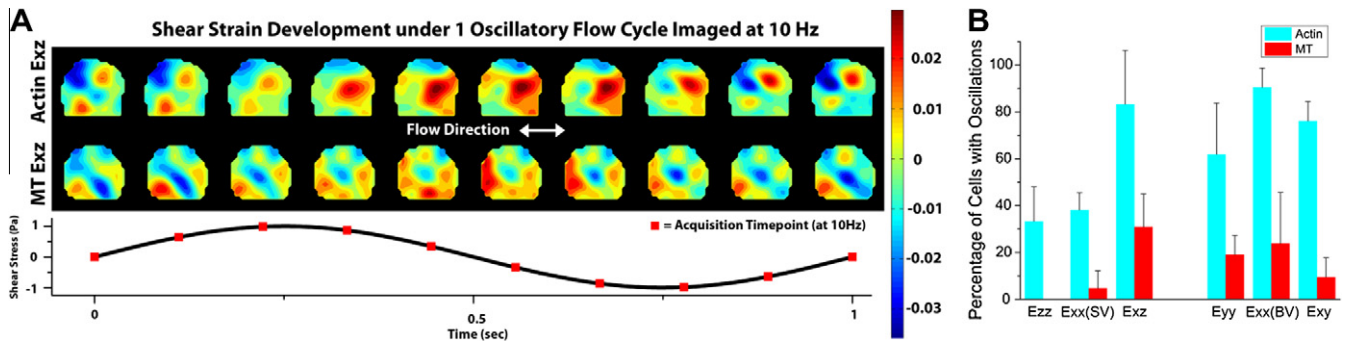 A
Shear Strain Development under 1 Oscillatory Flow Cycle Imaged at 10 Hz
Actin Exz
Flow Direction
MT Exz
0.02
0.01
0
-0.01
-0.02
-0.03
Shear Stress (Pa)
1
0
-1
= Acquisition Timepoint (at 10Hz)
0
0.5
1
Time (sec)
B
Percentage of Cells with Oscillations
100
80
60
40
20
0
Actin
MT
Ezz
Exx(SV)
Exz
Eyy
Exx(BV)
Exy